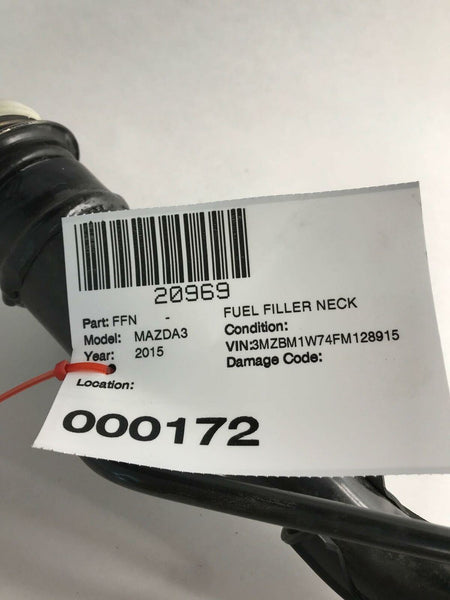 20969
Part: FFN - FUEL FILLER NECK
Model: MAZDA3 Condition:
Year: 2015 VIN:3MZBM1W74FM128915
Damage Code:
Location:
000172